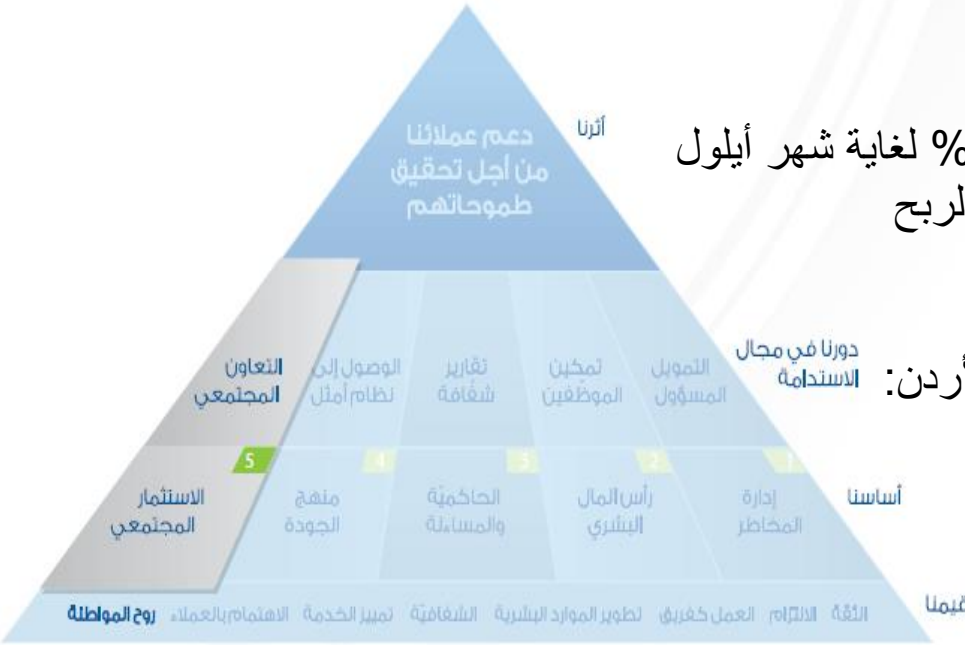 أثرنا
دعم عملائنا
من أجل تحقيق
طموحاتهم
% لغاية شهر أيلول
لربح
دورنا في مجال
الاستدامة
أردن:
التمويل
المسؤول
تمكين
الموظفين
تقارير
شفافة
الوصول إلى
نظام أمثل
التعاون
المجتمعي
أساسنا
1
إدارة
المخاطر
2
رأس المال
البشري
3
الحاكمية
والمساءلة
4
منهج
الجودة
5
الاستثمار
المجتمعي
قيمنا
الثقة الالتزام العمل كفريق تطوير الموارد البشرية الشفافية تمييز الخدمة الاهتمام بالعملاء روح المواطنة